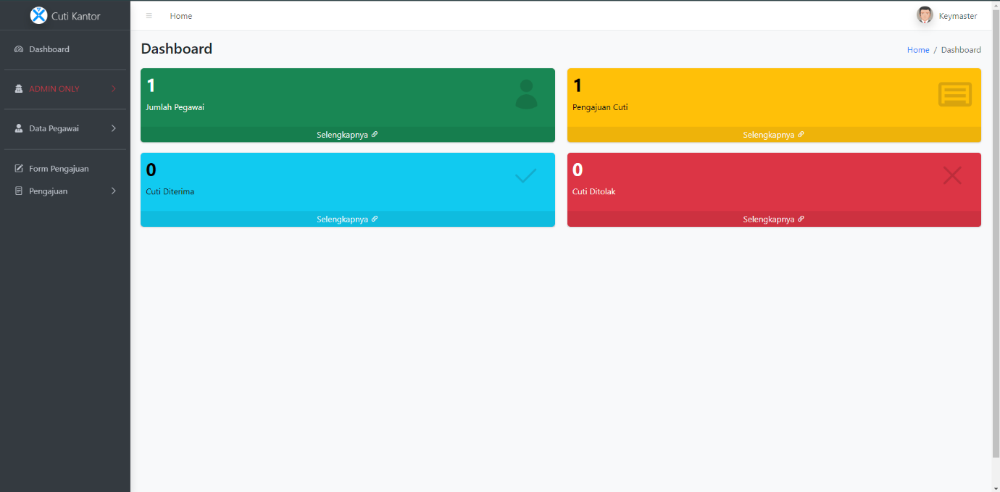 Cuti Kantor
Home
Keymaster
Dashboard
ADMIN ONLY
Data Pegawai
Form Pengajuan
Pengajuan
Dashboard
Home / Dashboard
1
Jumlah Pegawai
Selengkapnya
1
Pengajuan Cuti
Selengkapnya
0
Cuti Diterima
Selengkapnya
0
Cuti Ditolak
Selengkapnya